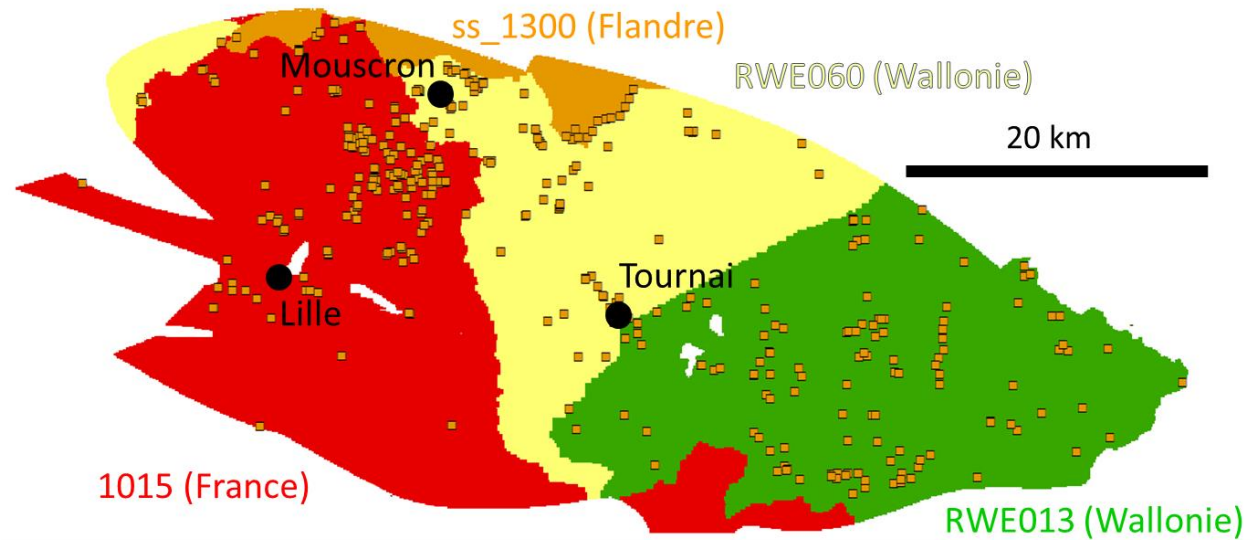 ss_1300 (Flandre)
Mouscron
RWE060 (Wallonie)
20 km
Tournai
Lille
1015 (France)
RWE013 (Wallonie)